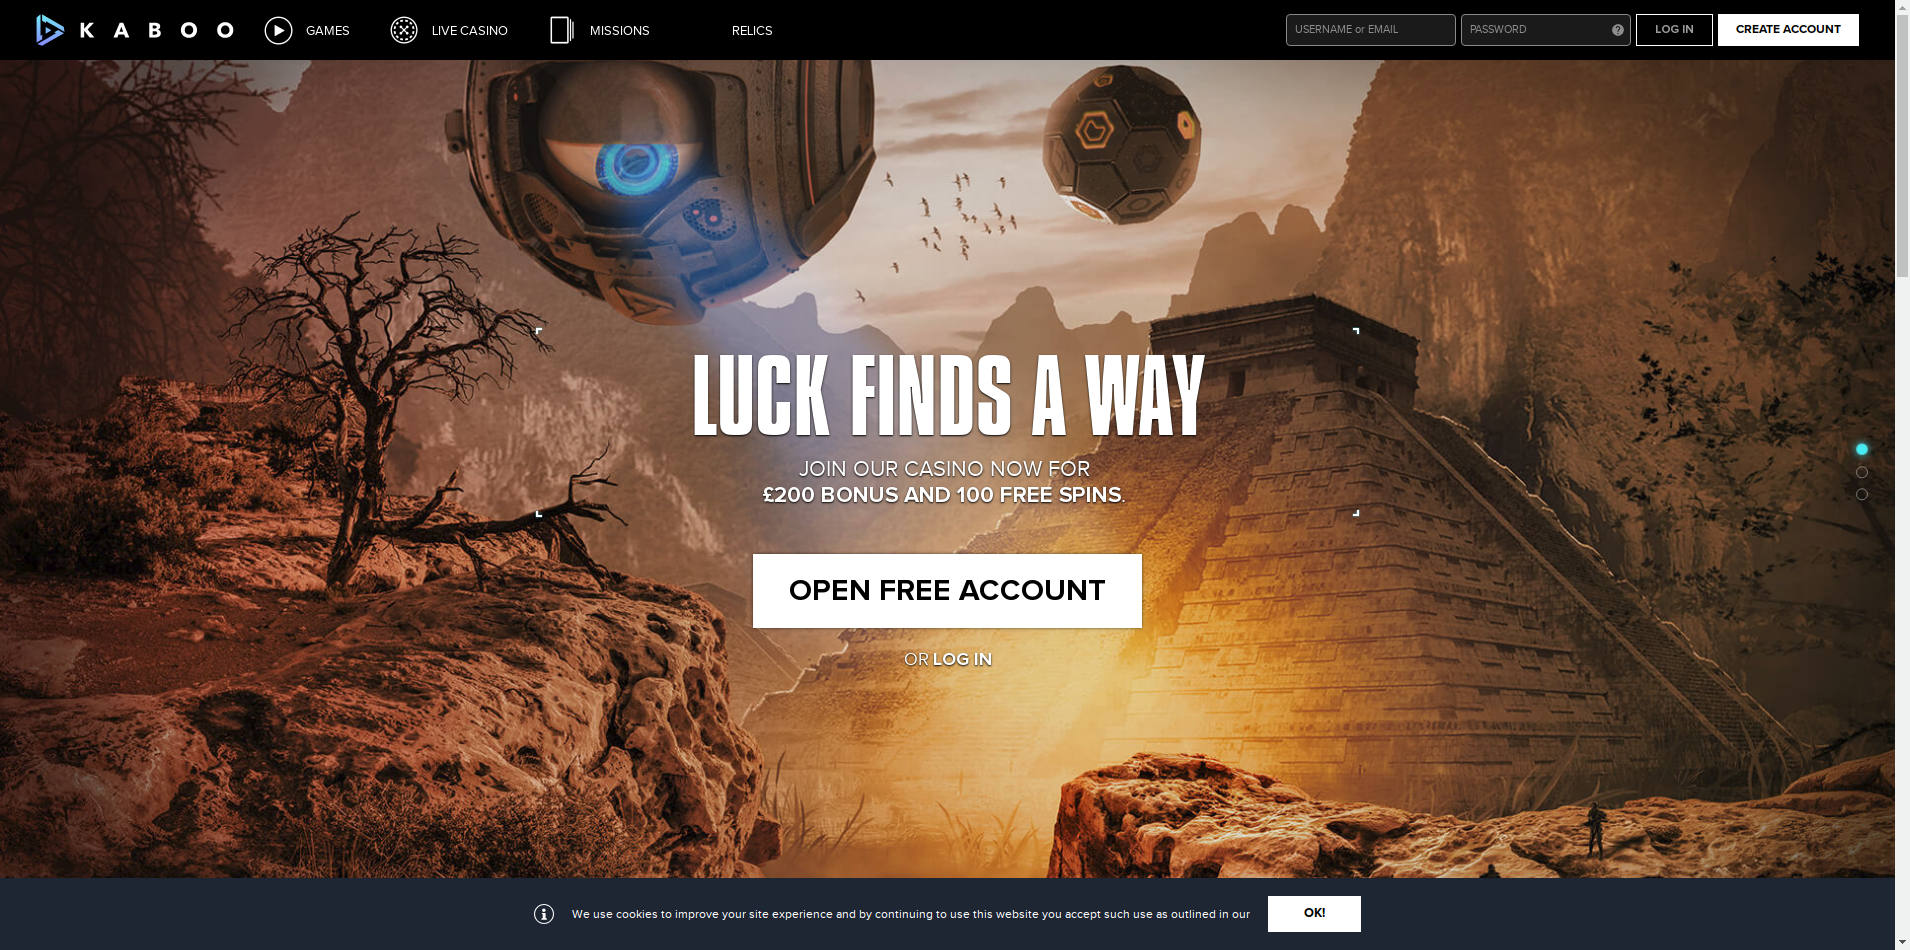 KABOO
GAMES
LIVE CASINO
MISSIONS
RELICS
USERNAME or EMAIL
PASSWORD
?
LOG IN
CREATE ACCOUNT
LUCK FINDS A WAY
JOIN OUR CASINO NOW FOR
£200 BONUS AND 100 FREE SPINS.
OPEN FREE ACCOUNT
OR LOG IN
We use cookies to improve your site experience and by continuing to use this website you accept such use as outlined in our
OK!